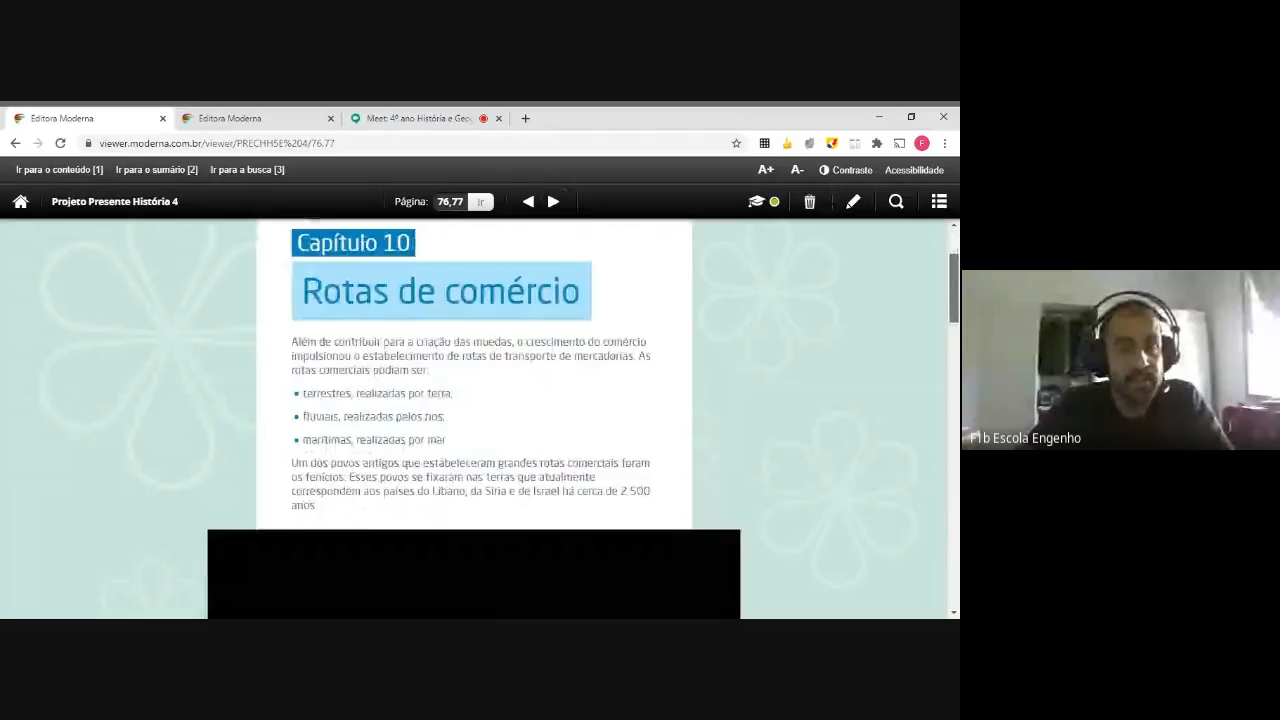 Editora Moderna
Editora Moderna
Meet: 4º ano História e Geo
viewer.moderna.com.br/viewer/PRECHH5E%204/76.77
F
Ir para o conteúdo [1] Ir para o sumário [2] Ir para a busca [3]
A+ A- Contraste Acessibilidade
Projeto Presente História 4
Página: 76,77 Ir
Capítulo 10
Rotas de comércio
Além de contribuir para a criação das moedas, o crescimento do comércio
impulsionou o estabelecimento de rotas de transporte de mercadorias. As
rotas comerciais podiam ser:
• terrestres, realizadas por terra;
• fluviais, realizadas pelos rios;
• marítimas, realizadas por mar
Um dos povos antigos que estabeleceram grandes rotas comerciais foram
os fenícios. Esses povos se fixaram nas terras que atualmente
correspondem aos países do Líbano, da Síria e de Israel há cerca de 2 500
anos
F1b Escola Engenho